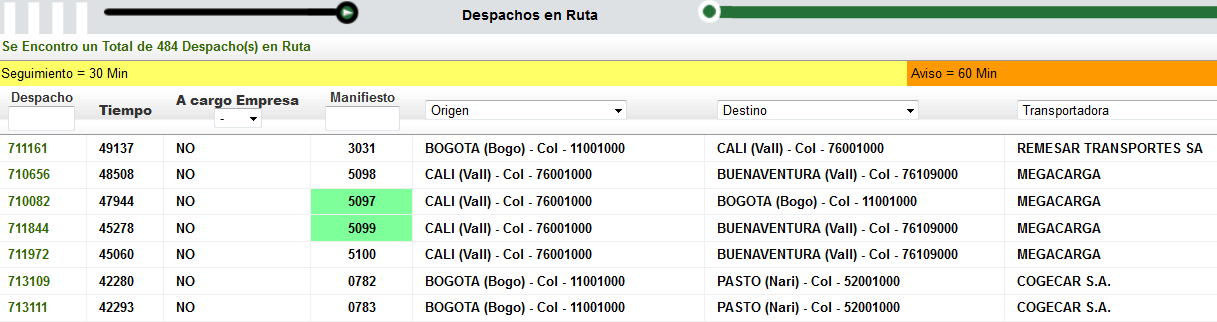 Despachos en Ruta
Se Encontro un Total de 484 Despacho(s) en Ruta
Seguimiento = 30 Min Aviso = 60 Min
Despacho Tiempo A cargo Empresa Manifiesto Origen Destino Transportadora
-
711161 49137 NO 3031 BOGOTA (Bogo) - Col - 11001000 CALI (Vall) - Col - 76001000 REMESAR TRANSPORTES SA
710656 48508 NO 5098 CALI (Vall) - Col - 76001000 BUENAVENTURA (Vall) - Col - 76109000 MEGACARGA
710082 47944 NO 5097 CALI (Vall) - Col - 76001000 BOGOTA (Bogo) - Col - 11001000 MEGACARGA
711844 45278 NO 5099 CALI (Vall) - Col - 76001000 BUENAVENTURA (Vall) - Col - 76109000 MEGACARGA
711972 45060 NO 5100 CALI (Vall) - Col - 76001000 BUENAVENTURA (Vall) - Col - 76109000 MEGACARGA
713109 42280 NO 0782 BOGOTA (Bogo) - Col - 11001000 PASTO (Nari) - Col - 52001000 COGECAR S.A.
713111 42293 NO 0783 BOGOTA (Bogo) - Col - 11001000 PASTO (Nari) - Col - 52001000 COGECAR S.A.